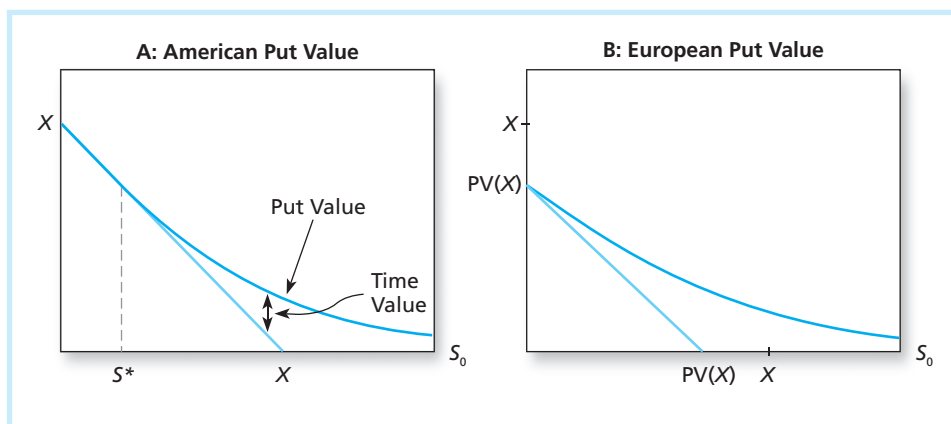 A: American Put Value
X
Put Value
Time
Value
S*
X
S₀
B: European Put Value
X
PV(X)
PV(X)
X
S₀